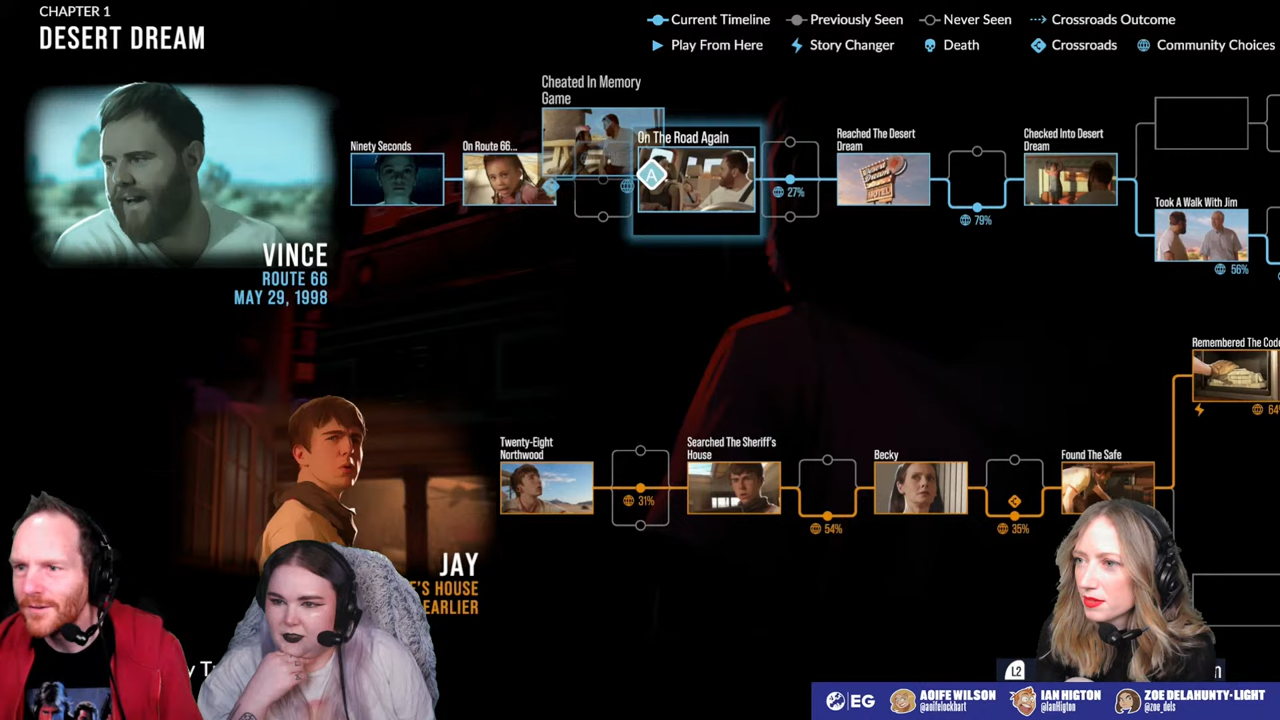 CHAPTER 1
DESERT DREAM
Current Timeline
Previously Seen
Never Seen
Crossroads Outcome
Play From Here
Story Changer
Death
Crossroads
Community Choices
VINCE
ROUTE 66
MAY 29, 1998
Ninety Seconds
On Route 66...
Cheated In Memory
Game
On The Road Again
A
27%
Reached The Desert
Dream
79%
Checked Into Desert
Dream
Took A Walk With Jim
56%
JAY
'S HOUSE
EARLIER
Twenty-Eight
Northwood
31%
Searched The Sheriff's
House
54%
Becky
35%
Found The Safe
Remembered The Code
64%
L2
EG
AOIFE WILSON
@aoifelockhart
IAN HIGTON
@IanHigton
ZOE DELAHUNTY-LIGHT
@zoe_dels